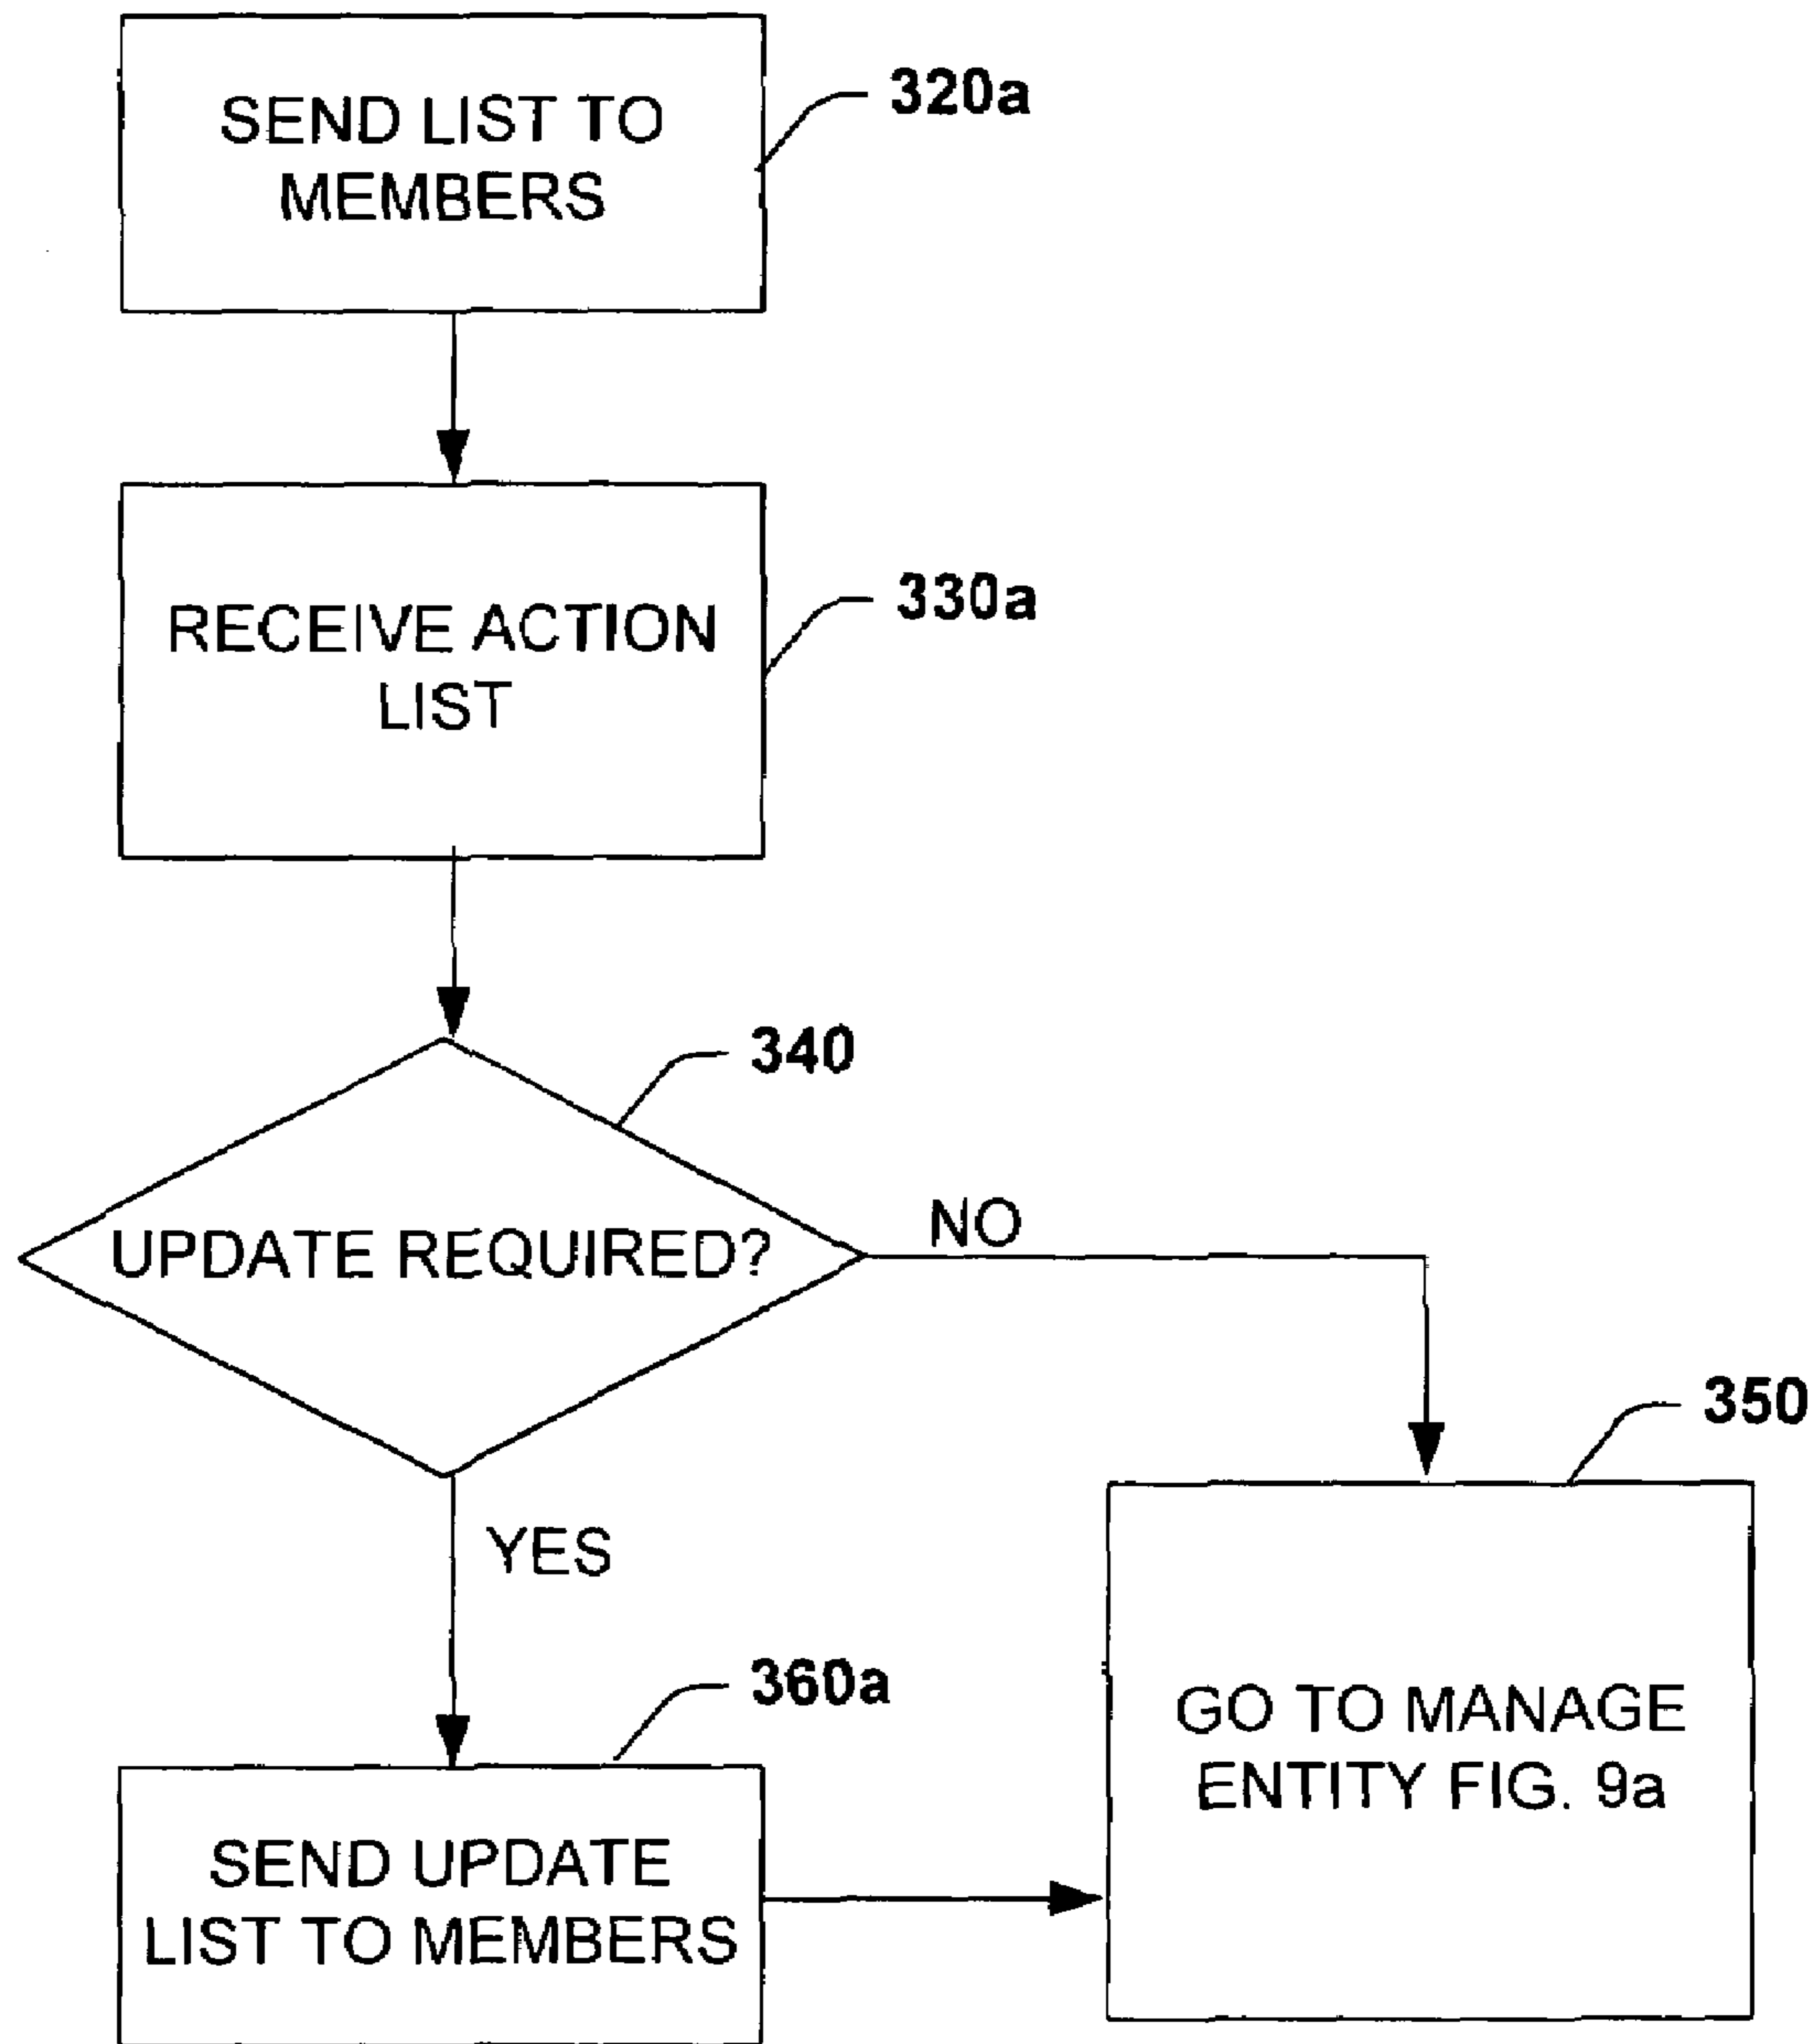 SEND LIST TO
MEMBERS
320a
RECEIVE ACTION
LIST
330a
340
UPDATE REQUIRED?
NO
YES
350
360a
GO TO MANAGE
ENTITY FIG. 9a
SEND UPDATE
LIST TO MEMBERS